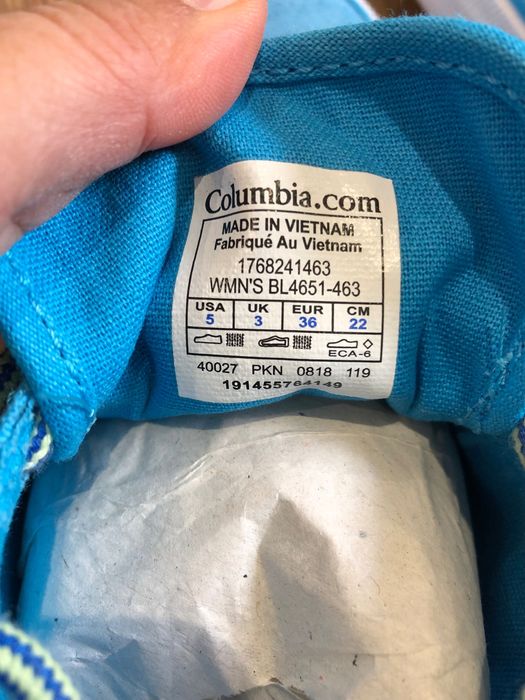 Columbia.com
MADE IN VIETNAM
Fabriqué Au Vietnam
1768241463
WMN'S BL4651-463
USA UK EUR CM
5 3 36 22
ECA-6
40027 PKN 0818 119
191455764149